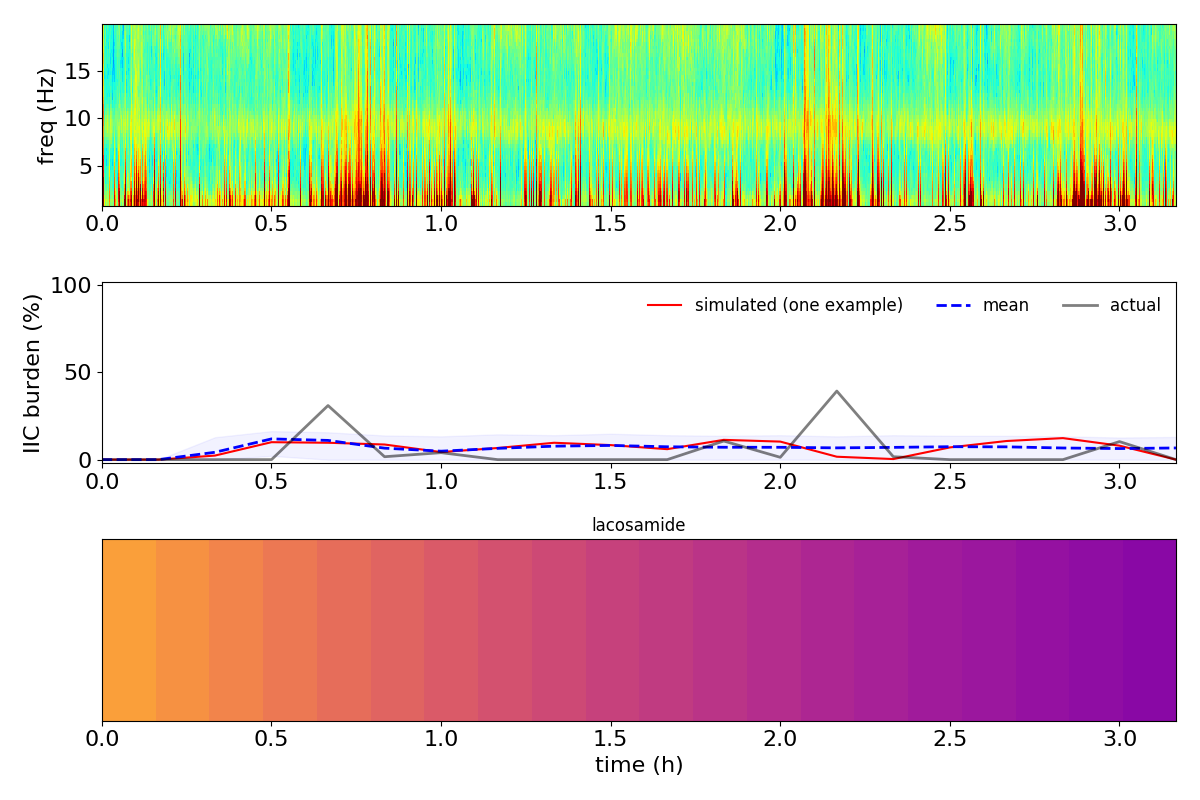 freq (Hz)
15
10
5
0.0 0.5 1.0 1.5 2.0 2.5 3.0
IIC burden (%)
100
50
0
simulated (one example) mean actual
0.0 0.5 1.0 1.5 2.0 2.5 3.0
lacosamide
0.0 0.5 1.0 1.5 2.0 2.5 3.0
time (h)